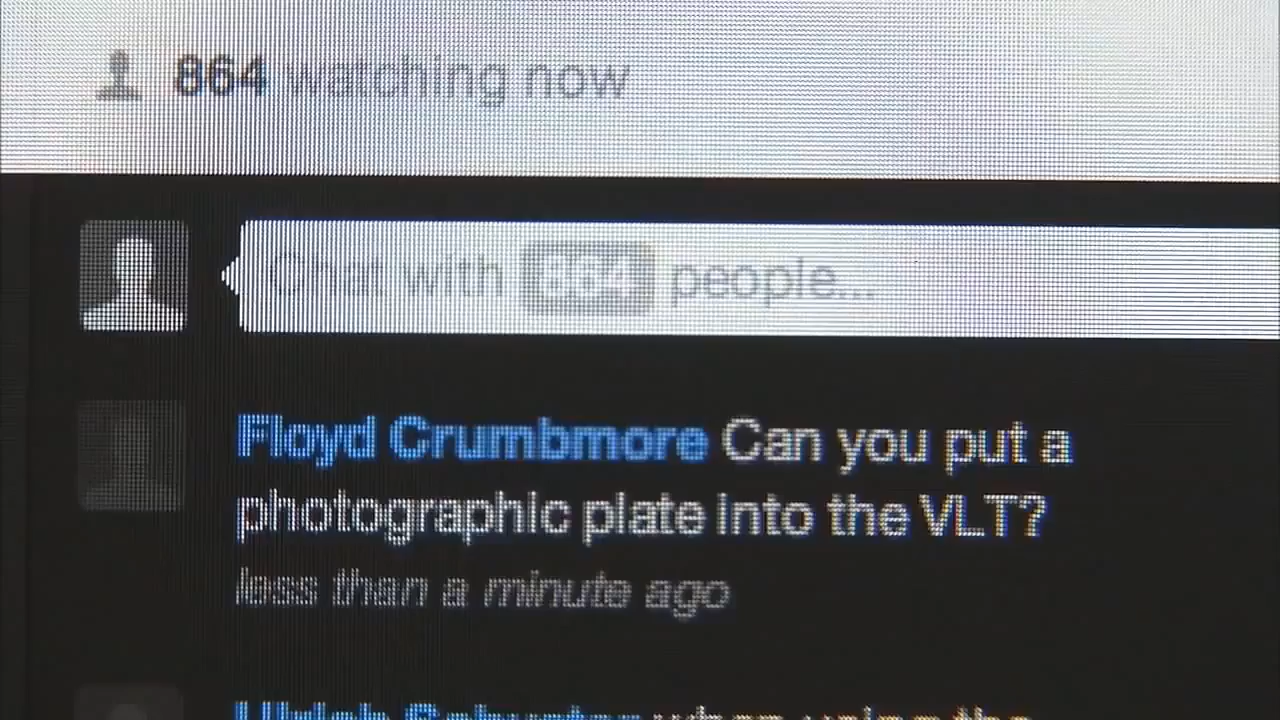 864 watching now
Chat with 864 people...
Floyd Crumbmore Can you put a
photographic plate into the VLT?
less than a minute ago